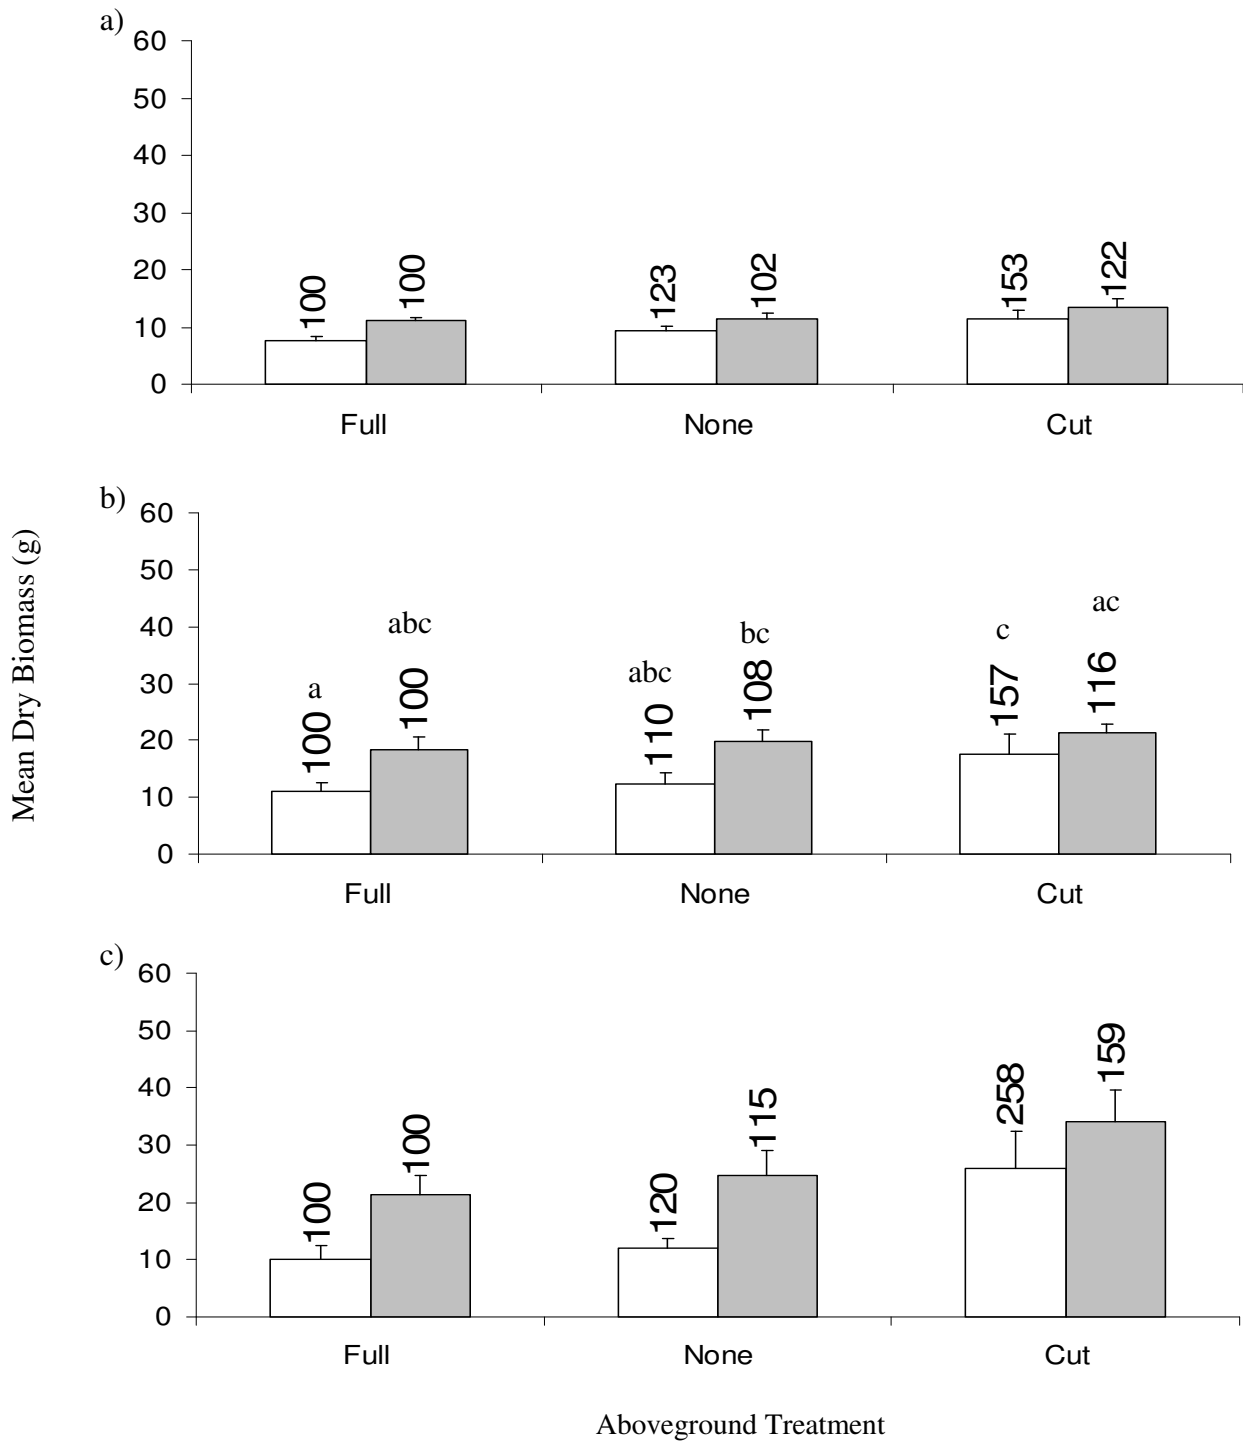 a)
60
50
40
30
20
10
0
100
100
123
102
153
122
Full None Cut
Mean Dry Biomass (g)
b)
60
50
40
30
20
10
0
a
100
abc
100
abc
110
bc
108
c
157
ac
116
Full None Cut
c)
60
50
40
30
20
10
0
100
100
120
115
258
159
Full None Cut
Aboveground Treatment